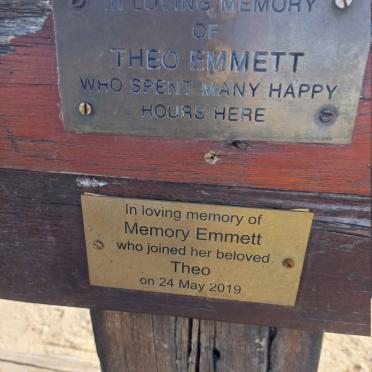 IN LOVING MEMORY
OF
THEO EMMETT
WHO SPENT MANY HAPPY
HOURS HERE
In loving memory of
Memory Emmett
who joined her beloved
Theo
on 24 May 2019